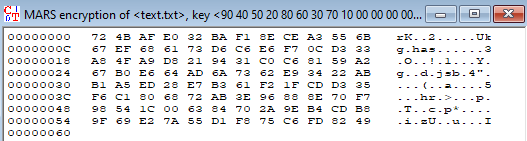 MARS encryption of <text.txt>, key <90 40 50 20 80 60 30 70 10 00 00 00 00...
00000000 72 4B AF E0 32 BA F1 8E CE A3 55 6B rK..2.....Uk
0000000C 67 EF 68 61 73 D6 C6 E6 F7 0C D3 33 g.has......3
00000018 A8 4F A9 D8 21 94 31 C0 C6 81 59 A2 .O..!.1...Y.
00000024 67 B0 E6 64 AD 6A 73 62 E9 34 22 AB g..d.jsb.4".
00000030 B1 A5 ED 28 E7 B3 61 F2 1F CD D3 35 ...(..a....5
0000003C F6 C1 80 68 72 AB 3E 96 88 8E 70 F7 ...hr.>...p.
00000048 98 54 1C 00 63 84 70 2A 9E B4 CD B8 .T..c.p*....
00000054 9F 69 E2 7A 55 D1 F8 75 C6 FD 82 49 .i.zU..u...I
00000060